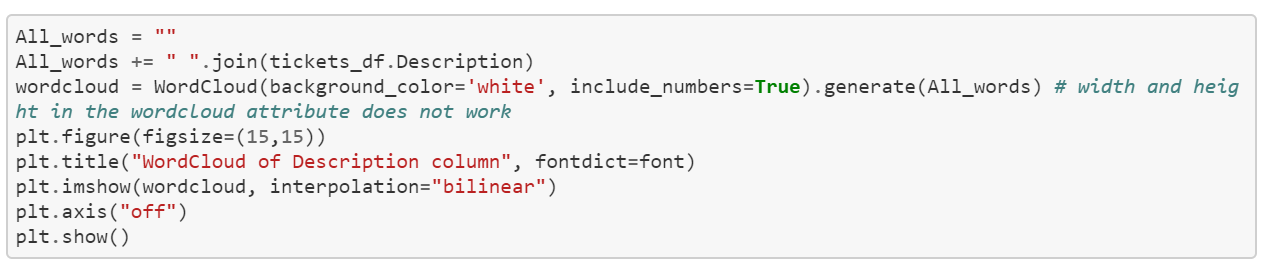 All_words = ""
All_words += " ".join(tickets_df.Description)
wordcloud = WordCloud(background_color='white', include_numbers=True).generate(All_words) # width and heig
ht in the wordcloud attribute does not work
plt.figure(figsize=(15,15))
plt.title("WordCloud of Description column", fontdict=font)
plt.imshow(wordcloud, interpolation="bilinear")
plt.axis("off")
plt.show()